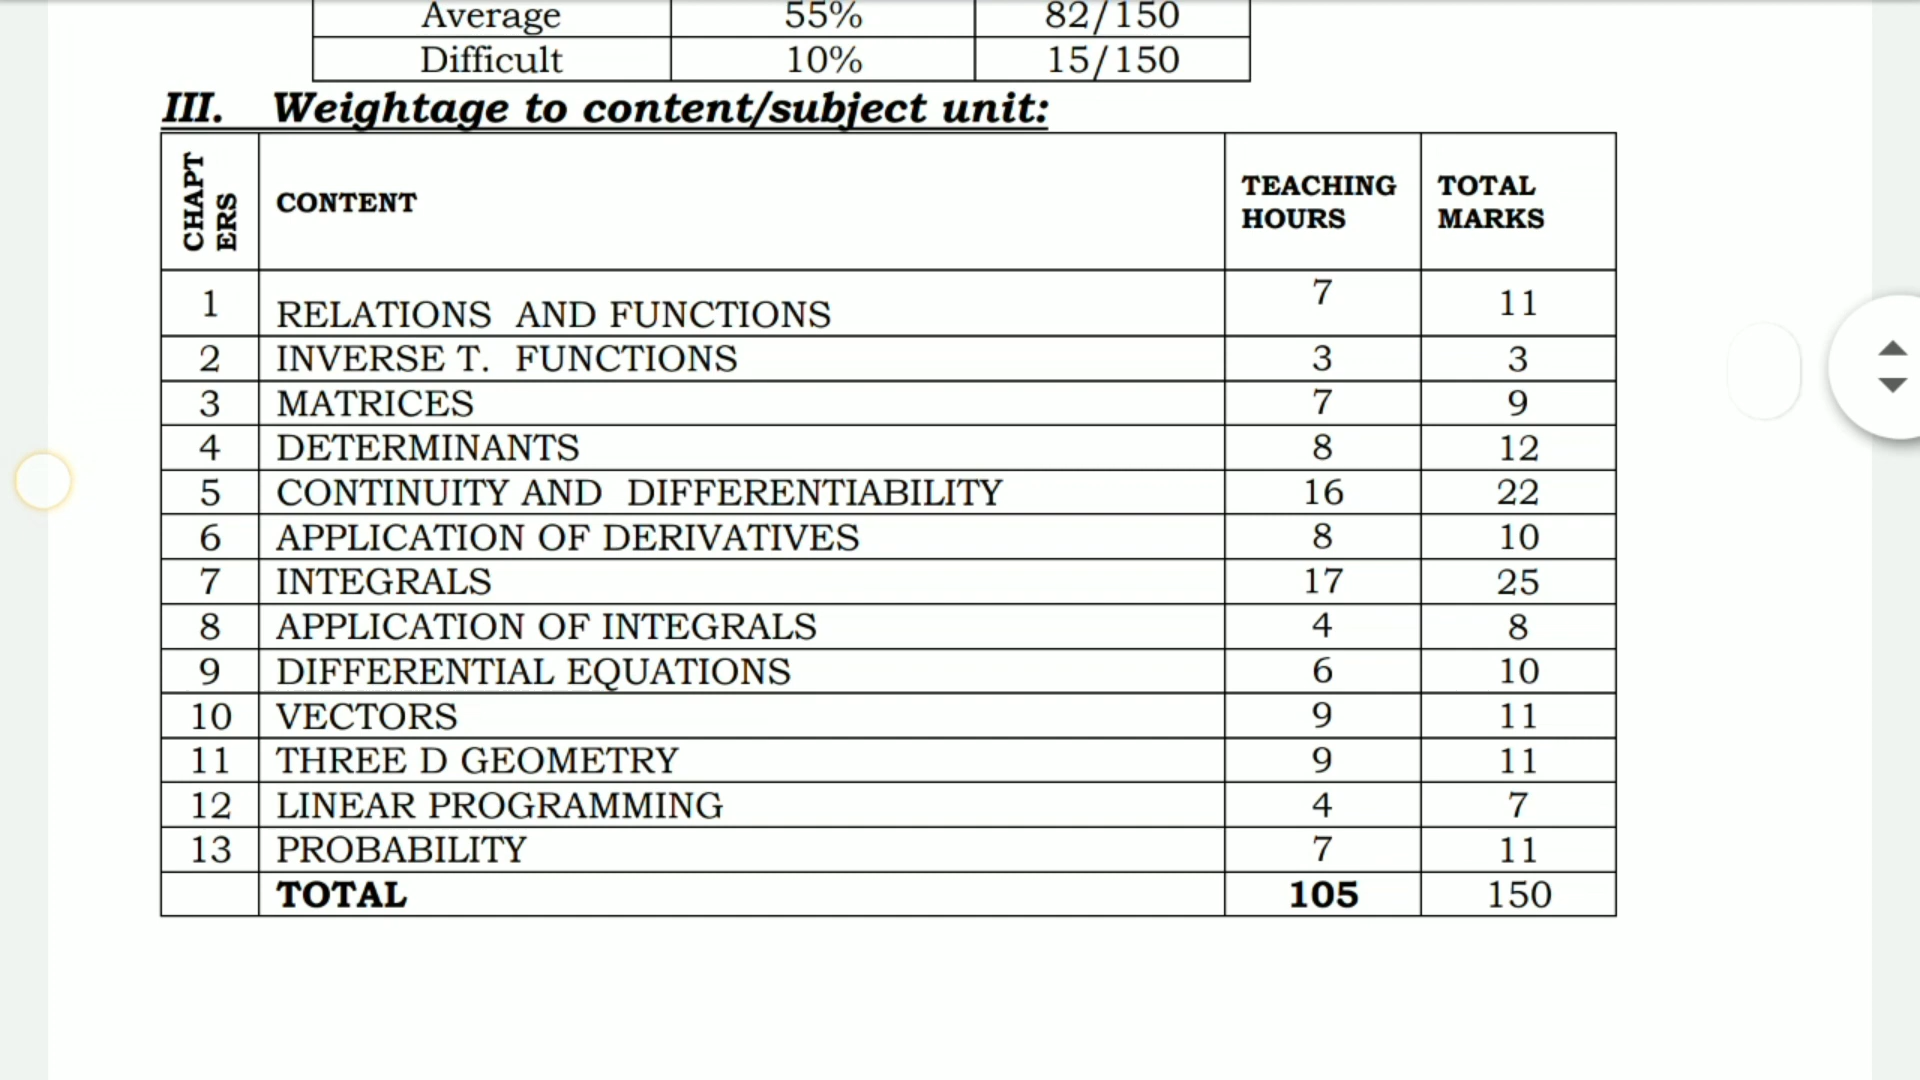 Average 55% 82/150
Difficult 10% 15/150
III. Weightage to content/subject unit:
CHAPT
ERS
CONTENT
TEACHING
HOURS
TOTAL
MARKS
1 RELATIONS AND FUNCTIONS 7 11
2 INVERSE T. FUNCTIONS 3 3
3 MATRICES 7 9
4 DETERMINANTS 8 12
5 CONTINUITY AND DIFFERENTIABILITY 16 22
6 APPLICATION OF DERIVATIVES 8 10
7 INTEGRALS 17 25
8 APPLICATION OF INTEGRALS 4 8
9 DIFFERENTIAL EQUATIONS 6 10
10 VECTORS 9 11
11 THREE D GEOMETRY 9 11
12 LINEAR PROGRAMMING 4 7
13 PROBABILITY 7 11
TOTAL 105 150